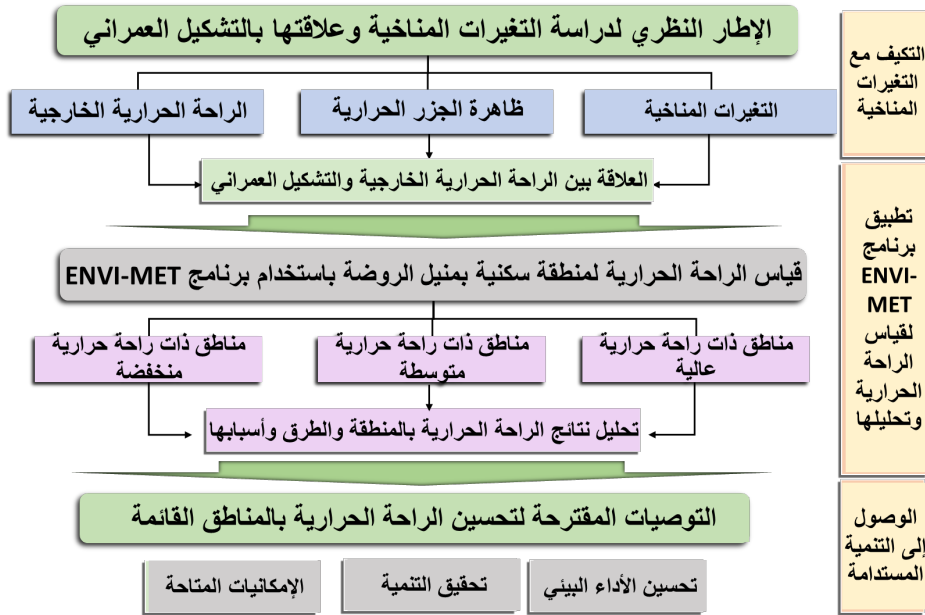 الإطار النظري لدراسة التغيرات المناخية وعلاقتها بالتشكيل العمراني
التكيف مع
التغيرات
المناخية
التغيرات المناخية
ظاهرة الجزر الحرارية
الراحة الحرارية الخارجية
العلاقة بين الراحة الحرارية الخارجية والتشكيل العمراني
تطبيق
برنامج
ENVI-
MET
لقياس
الراحة
الحرارية
وتحليلها
قياس الراحة الحرارية لمنطقة سكنية بمنيل الروضة باستخدام برنامج ENVI-MET
مناطق ذات راحة حرارية
عالية
مناطق ذات راحة حرارية
متوسطة
مناطق ذات راحة حرارية
منخفضة
تحليل نتائج الراحة الحرارية بالمنطقة والطرق وأسبابها
التوصيات المقترحة لتحسين الراحة الحرارية بالمناطق القائمة
الوصول
إلى التنمية
المستدامة
تحسين الأداء البيئي
تحقيق التنمية
الإمكانيات المتاحة